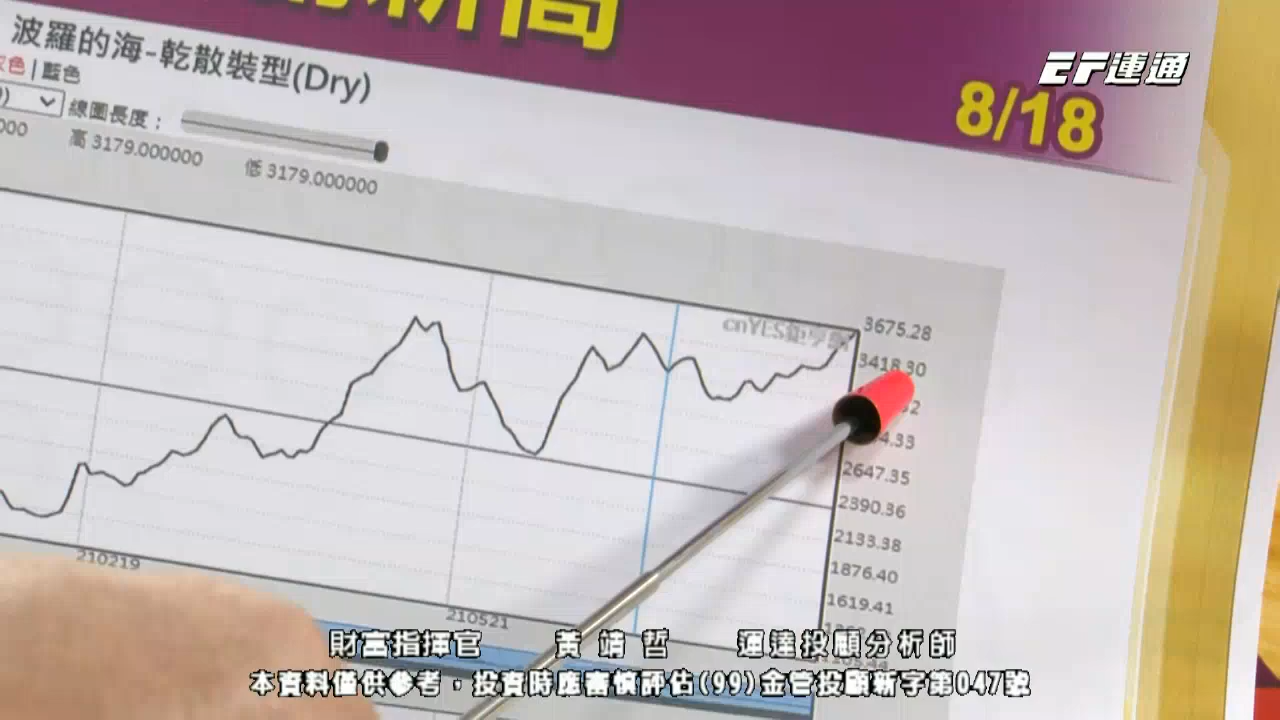 新高
EF運通
波羅的海-乾散裝型(Dry)
8/18
色 | 藍色
線圖長度：
高 3179.000000
低 3179.000000
cnYES鉅亨網
3675.28
3418.30
2647.35
2390.36
2133.38
1876.40
1619.41
210219
210521
財富指揮官 黃靖哲 運達投顧分析師
本資料僅供參考，投資時應審慎評估(99)金管投顧新字第047號